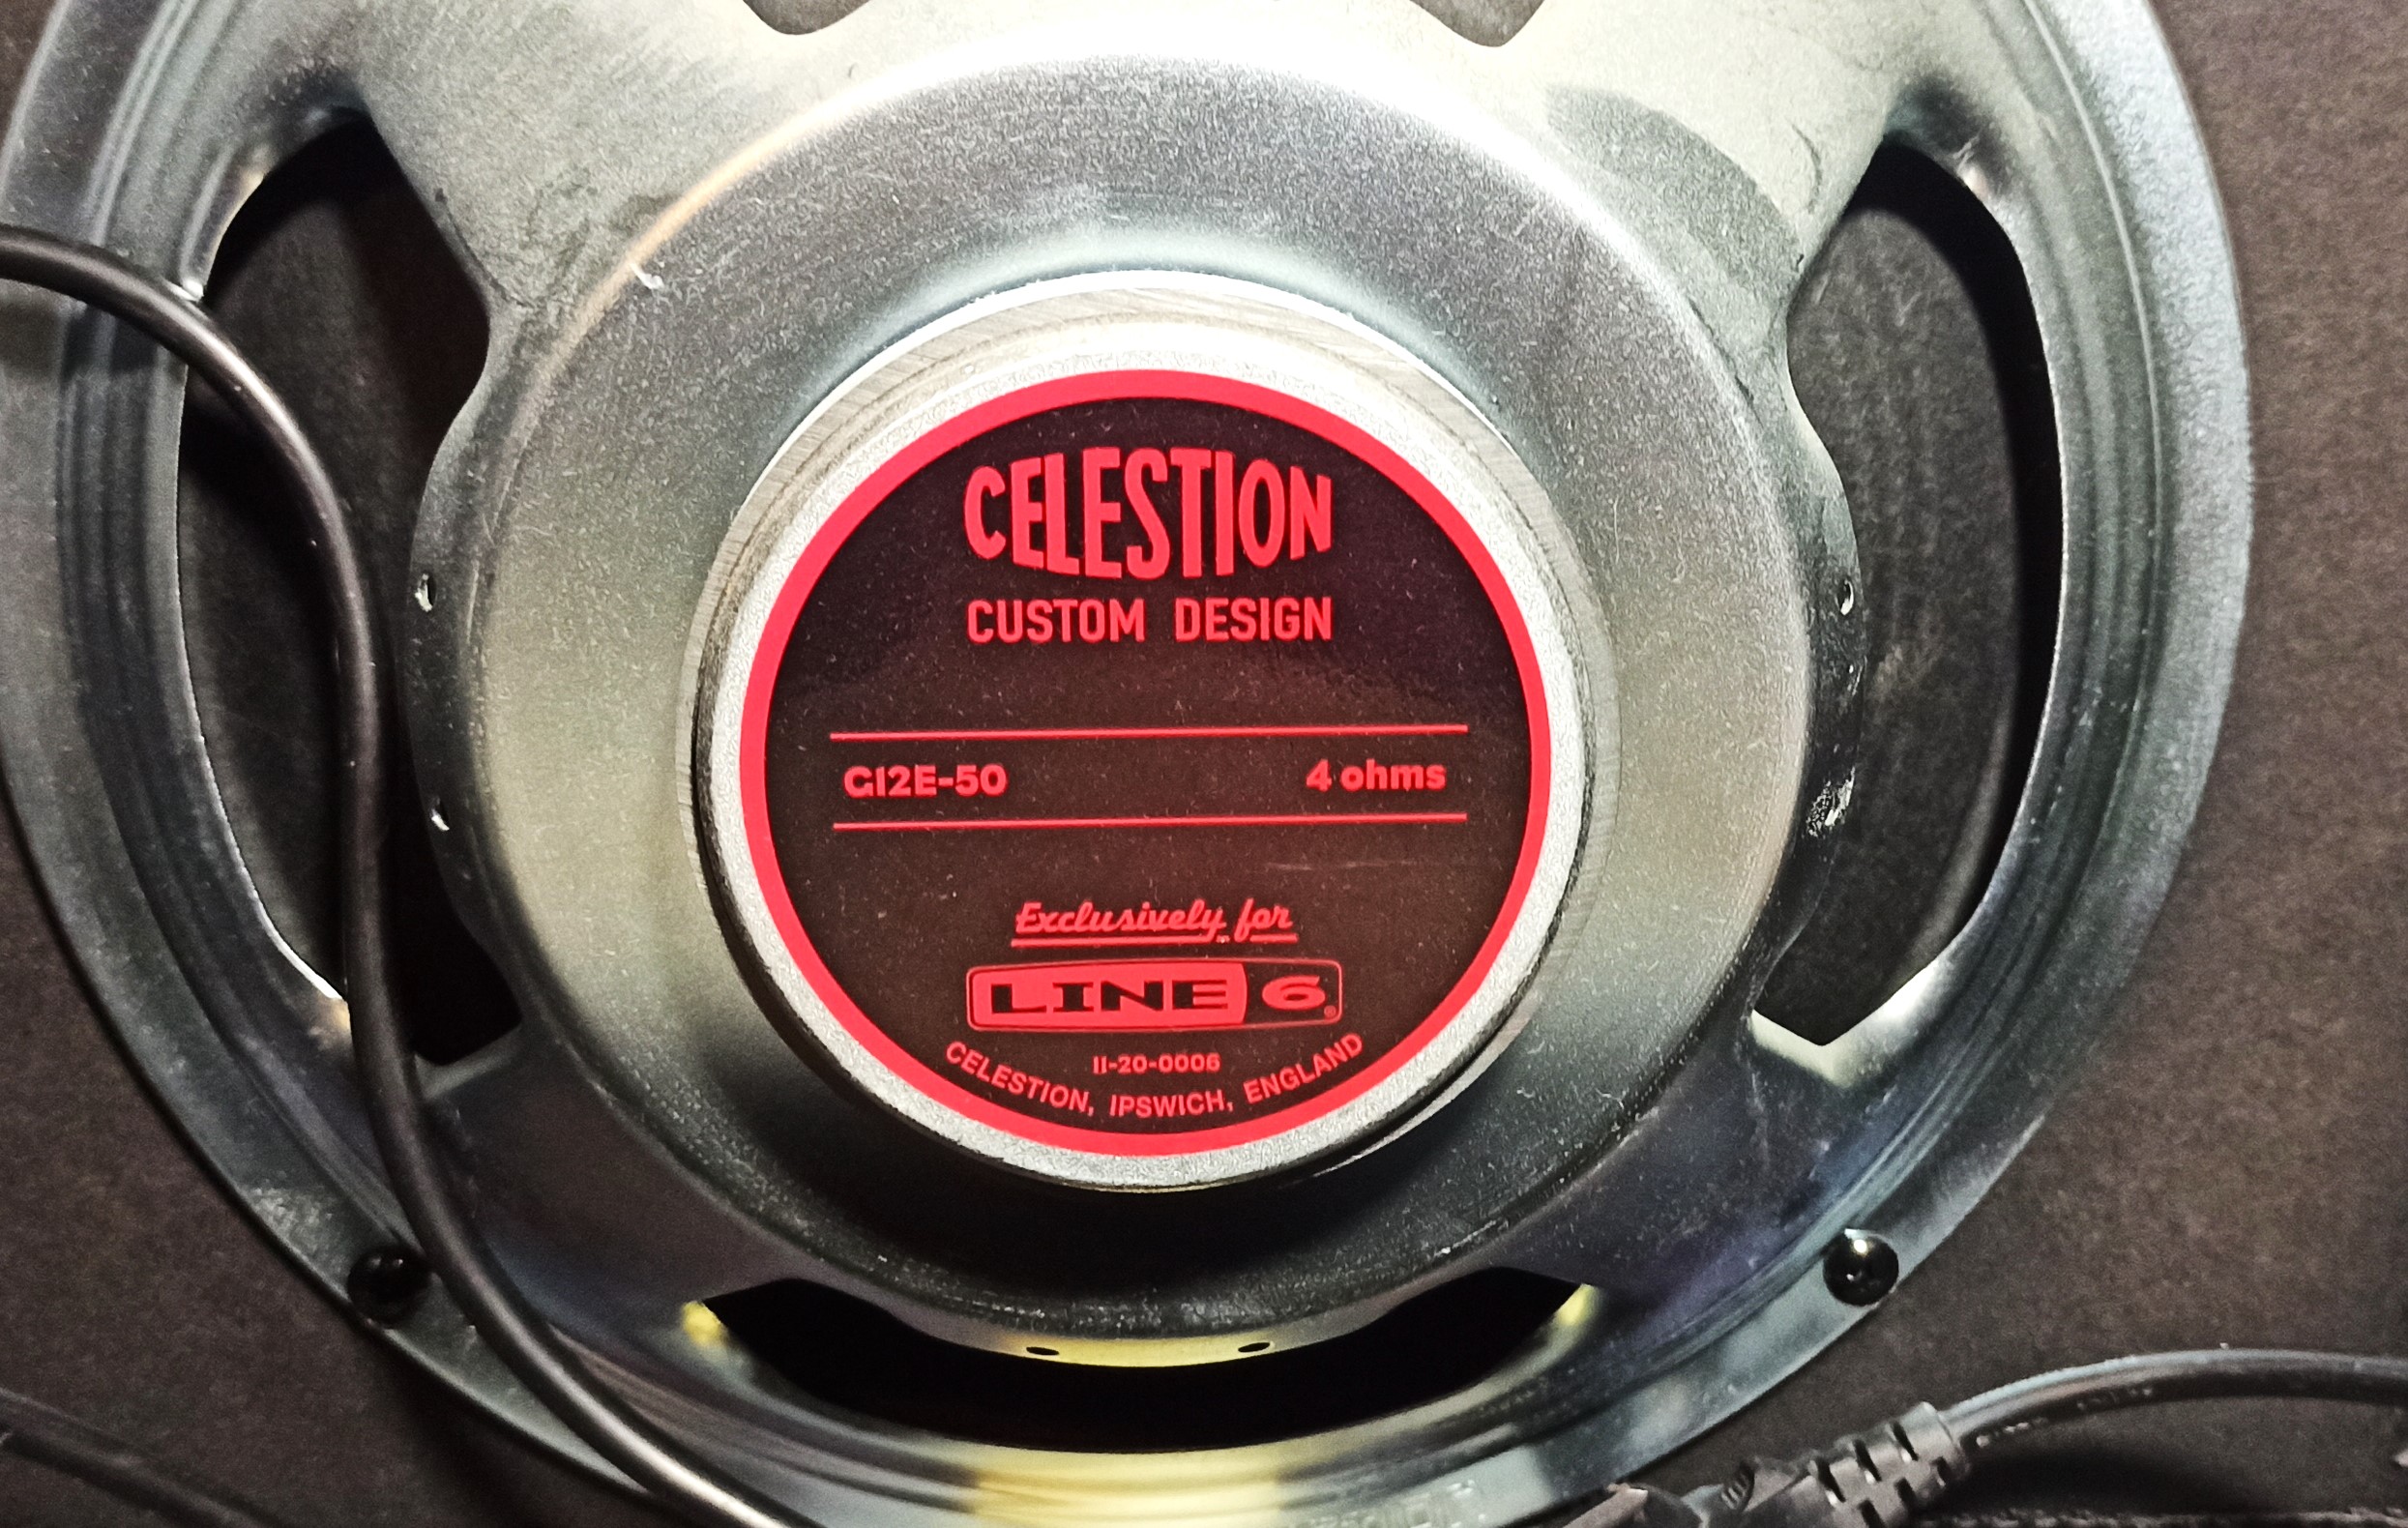 CELESTION
CUSTOM DESIGN
G12E-50 4 ohms
Exclusively for
LINE 6®
11-20-0006
CELESTION, IPSWICH, ENGLAND